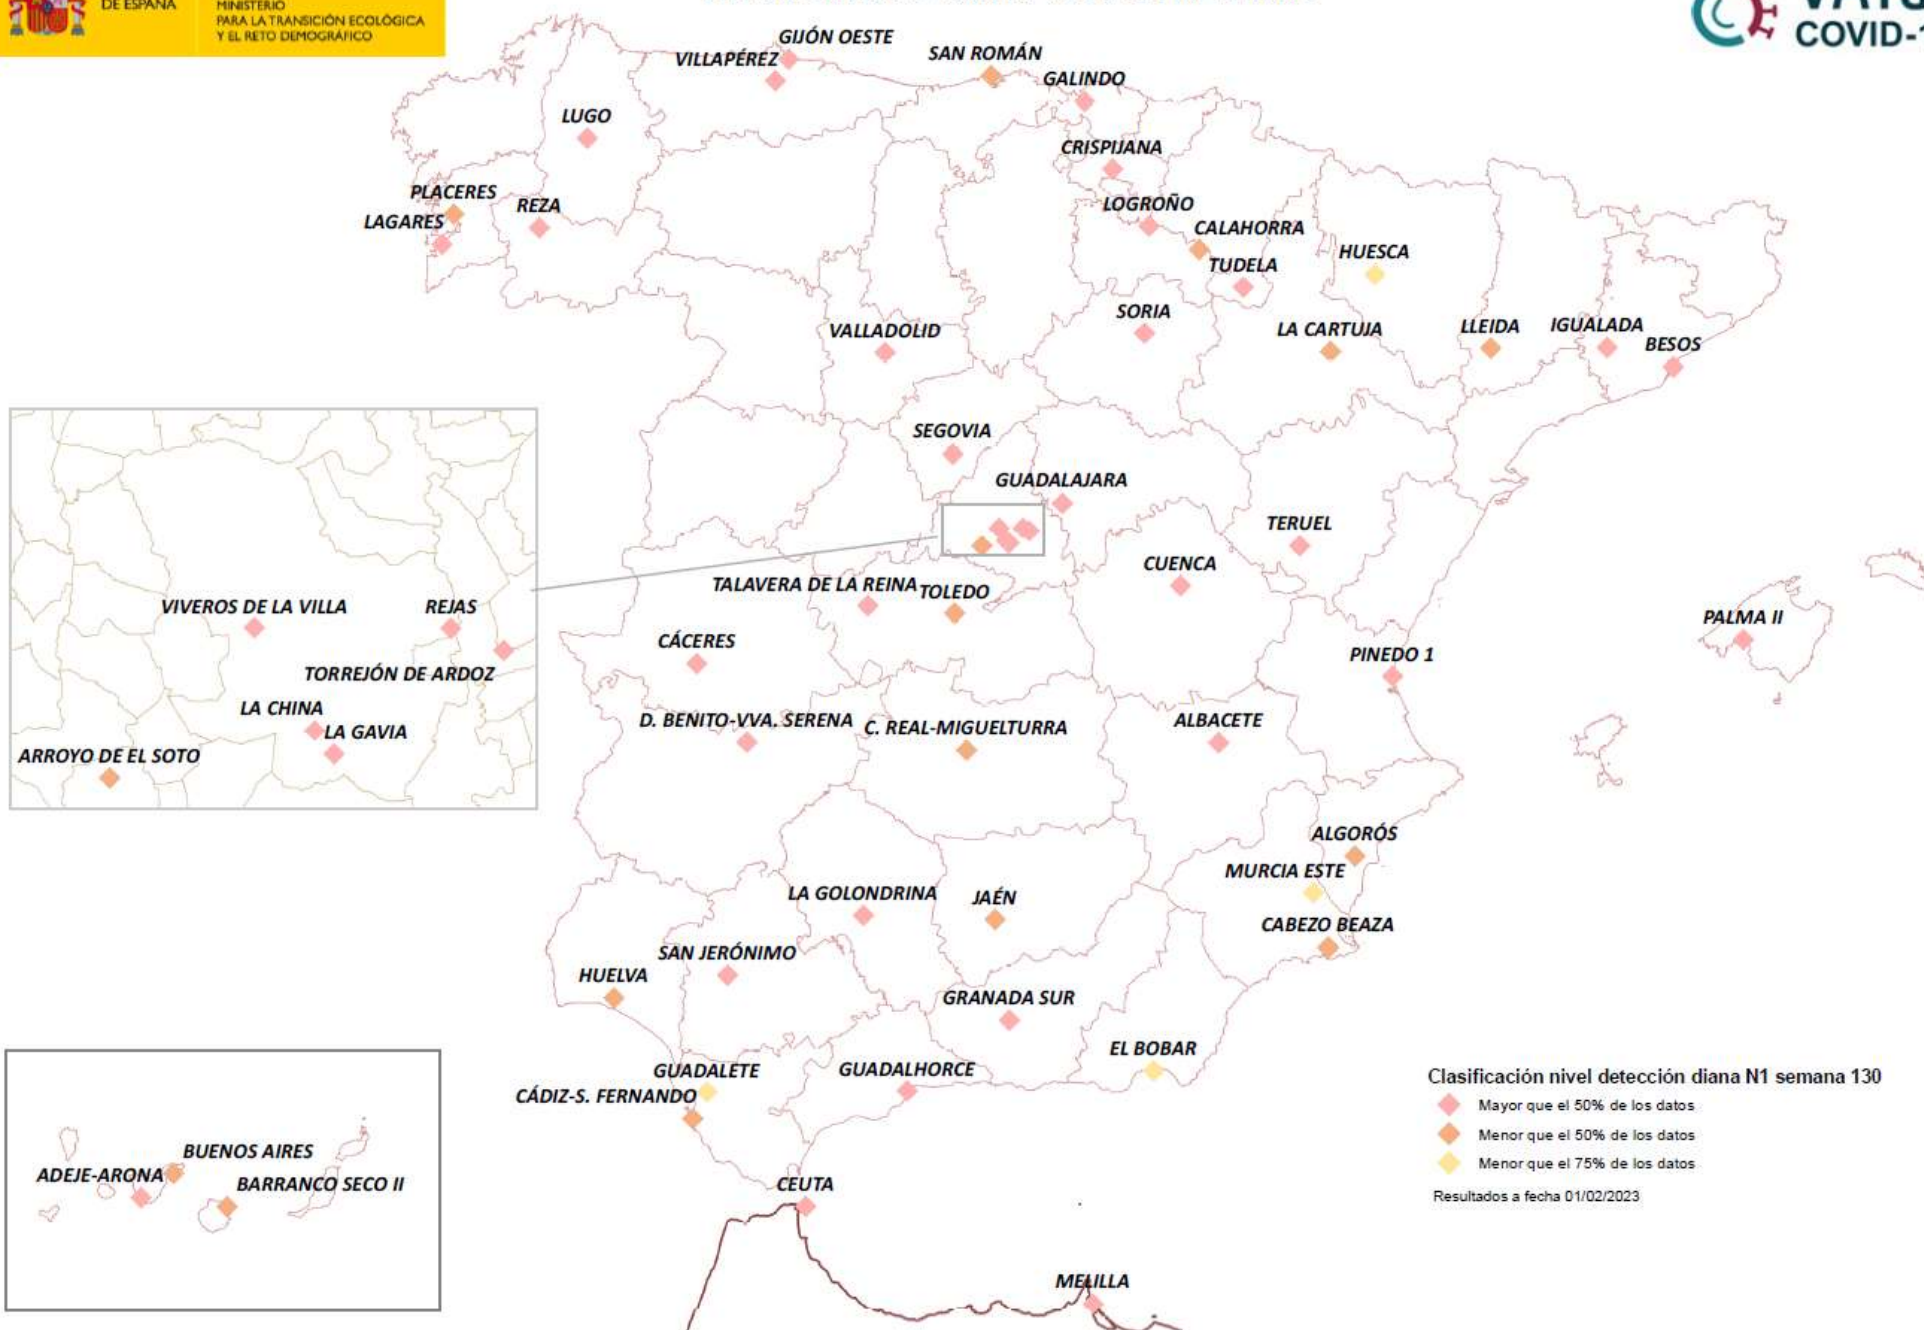 DE ESPAÑA
MINISTERIO
PARA LA TRANSICIÓN ECOLÓGICA
Y EL RETO DEMOGRÁFICO
COVID-1
GIJÓN OESTE
VILLAPÉREZ
SAN ROMÁN
GALINDO
LUGO
CRISPIJANA
PLACERES
REZA
LAGARES
LOGROÑO
CALAHORRA
TUDELA
HUESCA
SORIA
VALLADOLID
LA CARTUJA
LLEIDA
IGUALADA
BESOS
SEGOVIA
GUADALAJARA
TERUEL
CUENCA
TALAVERA DE LA REINA
TOLEDO
CÁCERES
PALMA II
PINEDO 1
D. BENITO-VVA. SERENA
C. REAL-MIGUELTURRA
ALBACETE
VIVEROS DE LA VILLA
REJAS
TORREJÓN DE ARDOZ
LA CHINA
LA GAVIA
ARROYO DE EL SOTO
ALGORÓS
MURCIA ESTE
LA GOLONDRINA
JAÉN
CABEZO BEAZA
SAN JERÓNIMO
HUELVA
GRANADA SUR
EL BOBAR
GUADALETE
GUADALHORCE
CÁDIZ-S. FERNANDO
CEUTA
MELILLA
BUENOS AIRES
ADEJE-ARONA
BARRANCO SECO II
Clasificación nivel detección diana N1 semana 130
Mayor que el 50% de los datos
Menor que el 50% de los datos
Menor que el 75% de los datos
Resultados a fecha 01/02/2023